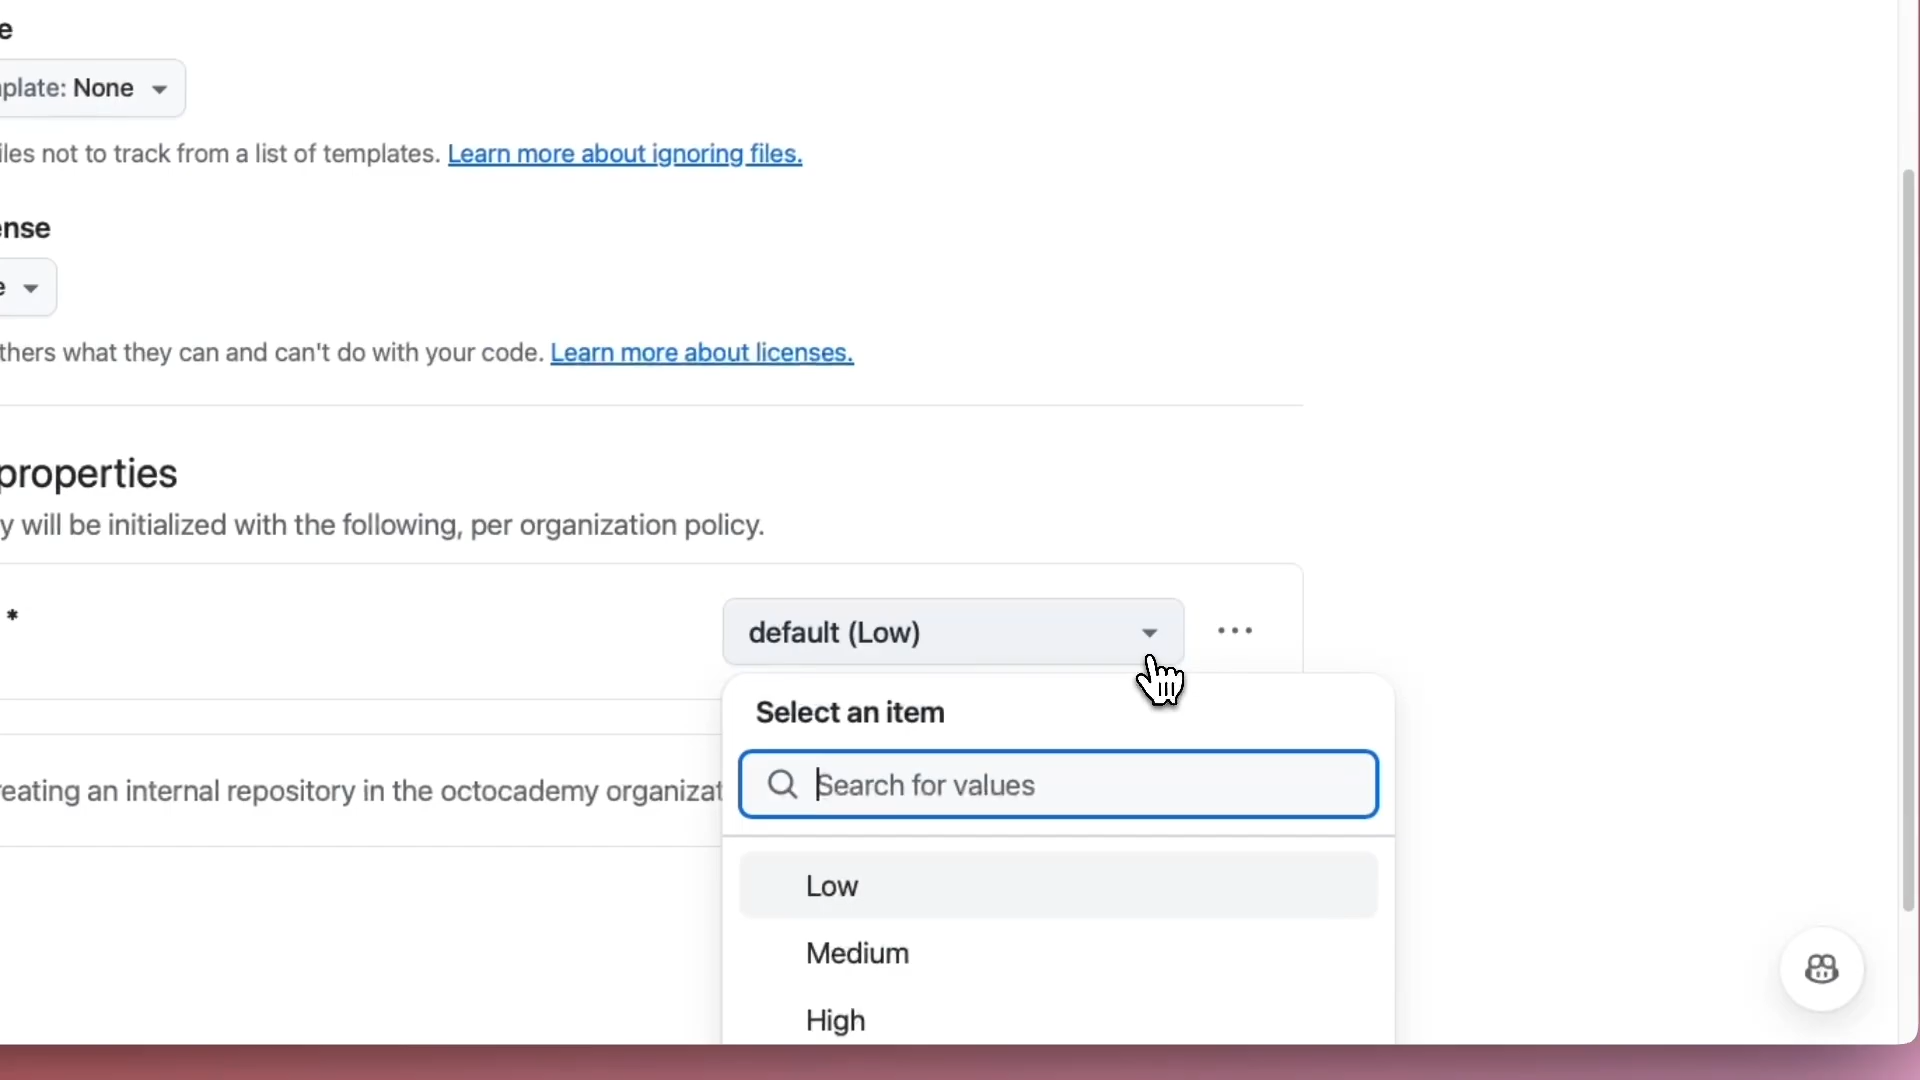 e
plate: None
iles not to track from a list of templates. Learn more about ignoring files.
ense
e
thers what they can and can't do with your code. Learn more about licenses.
properties
y will be initialized with the following, per organization policy.
*
default (Low)
Select an item
Search for values
reating an internal repository in the octocademy organizat
Low
Medium
High